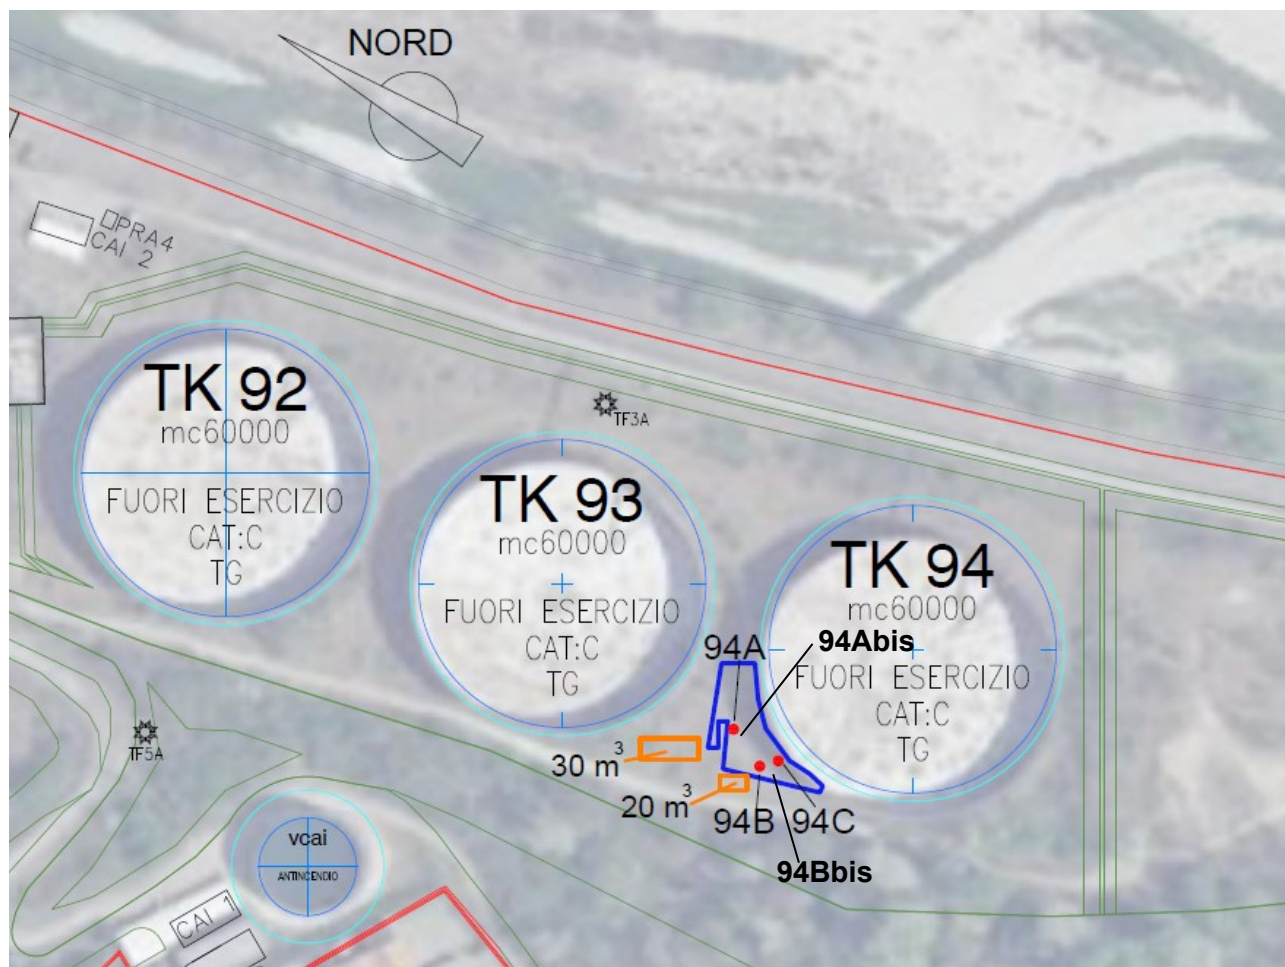 NORD
PRA4
CAI 2
TK 92
mc60000
FUORI ESERCIZIO
CAT:C
TG
TF3A
TK 93
mc60000
FUORI ESERCIZIO
CAT:C
TG
TK 94
mc60000
FUORI ESERCIZIO
CAT:C
TG
94A
94Abis
TF5A
30 m³
20 m³
94B
94C
94Bbis
vcai
ANTINCENDIO
CAI 1